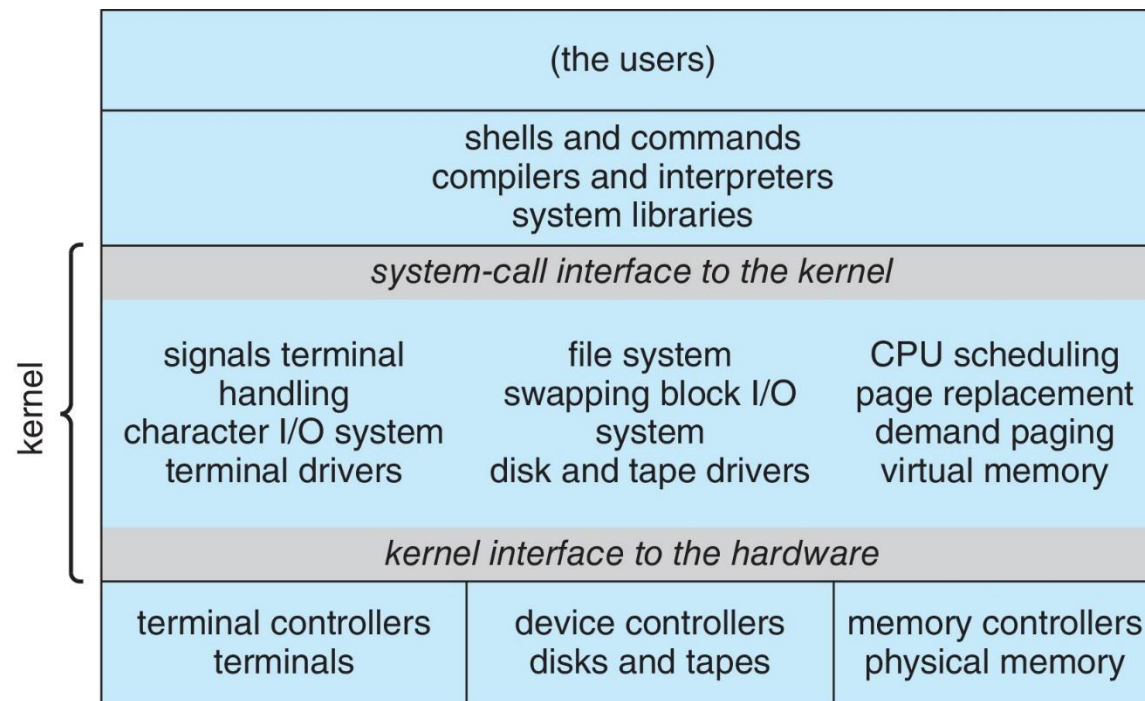 (the users)
shells and commands
compilers and interpreters
system libraries
system-call interface to the kernel
kernel
signals terminal
handling
character I/O system
terminal drivers
file system
swapping block I/O
system
disk and tape drivers
CPU scheduling
page replacement
demand paging
virtual memory
kernel interface to the hardware
terminal controllers
terminals
device controllers
disks and tapes
memory controllers
physical memory